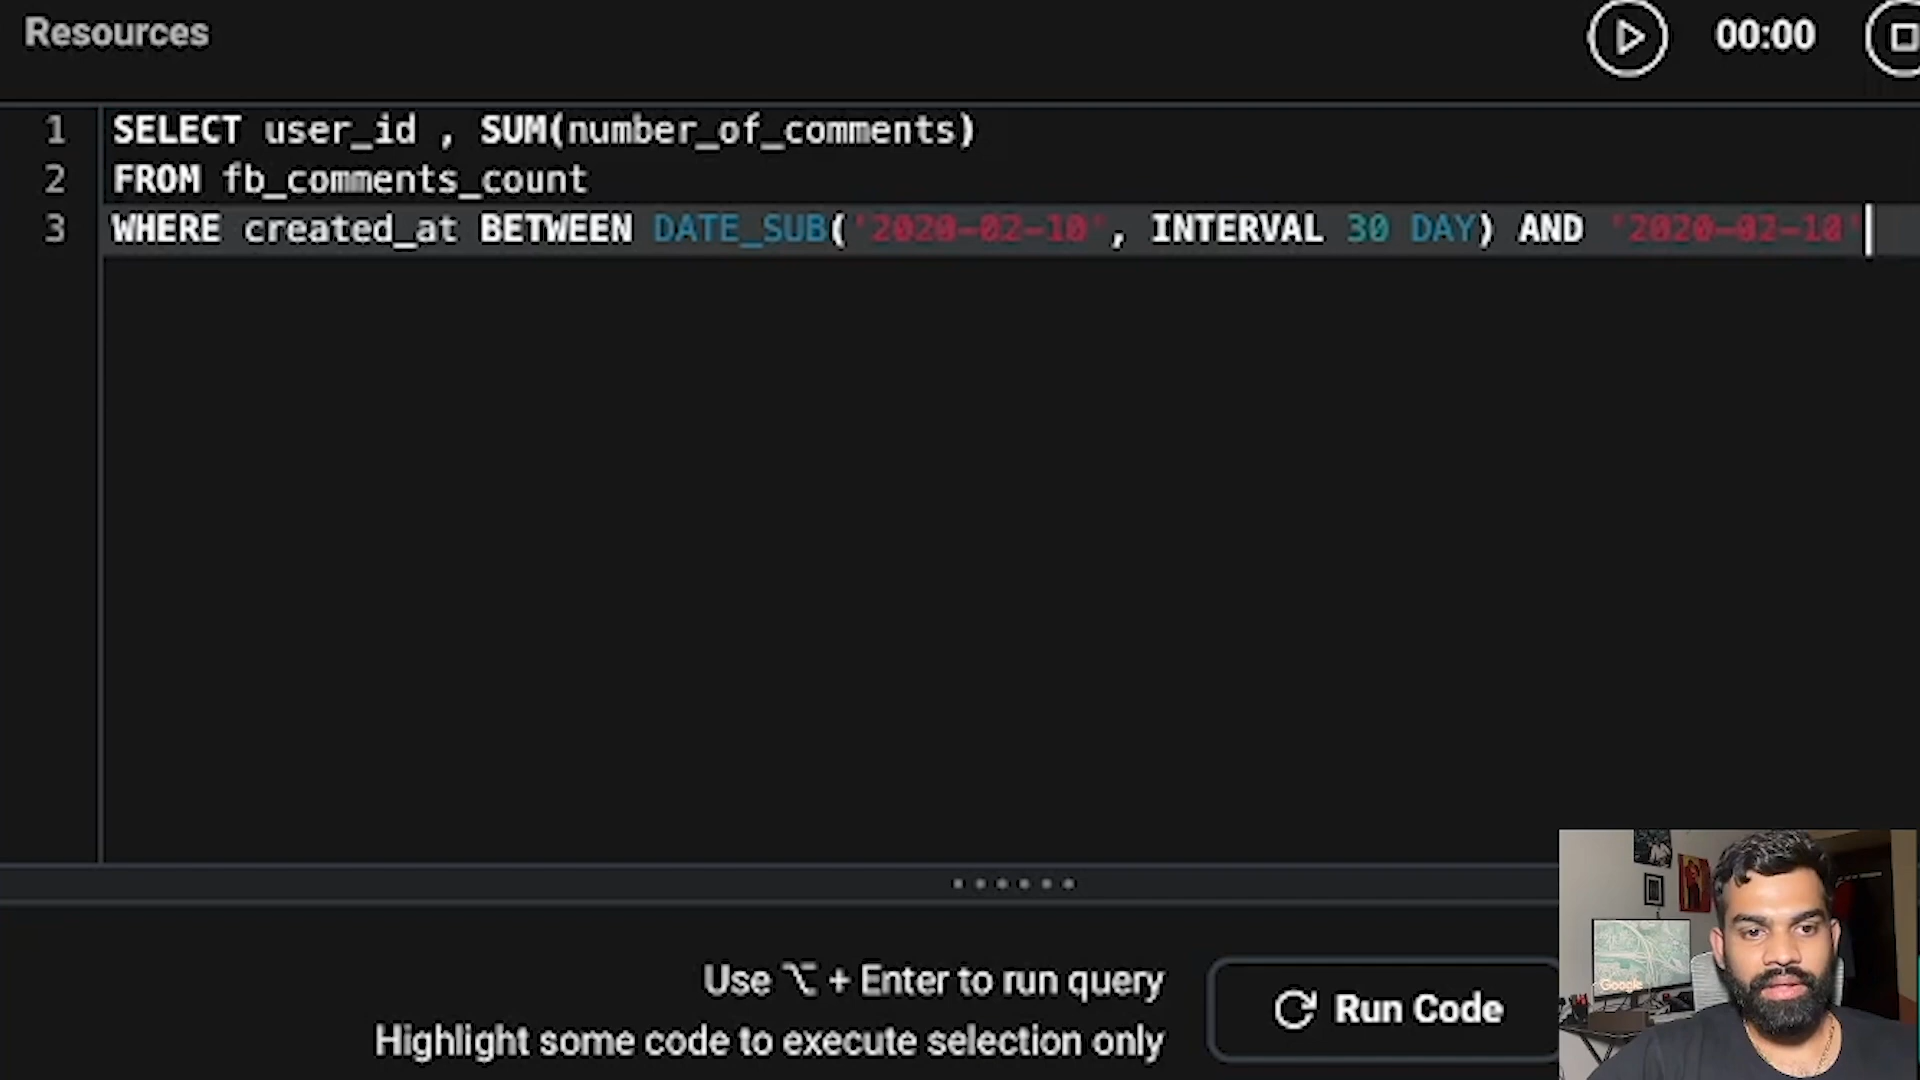 Resources
00:00
1 SELECT user_id , SUM(number_of_comments)
2 FROM fb_comments_count
3 WHERE created_at BETWEEN DATE_SUB('2020-02-10', INTERVAL 30 DAY) AND '2020-02-10'
Use ⌥ + Enter to run query
Highlight some code to execute selection only
Run Code
Google